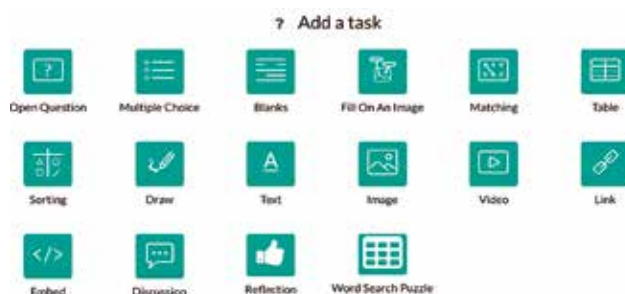 ? Add a task
Open Question Multiple Choice Blanks Fill On An Image Matching Table
Sorting Draw Text Image Video Link
Embed Discussion Reflection Word Search Puzzle